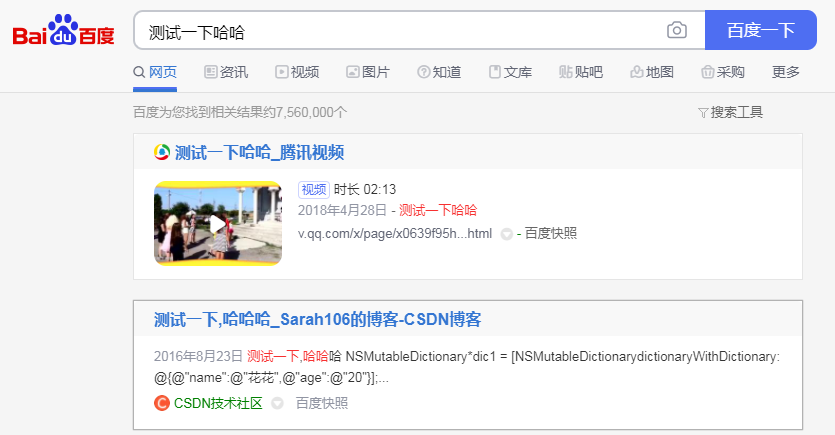 Bai du 百度
测试一下哈哈
百度一下
网页 资讯 视频 图片 知道 文库 贴吧 地图 采购 更多
百度为您找到相关结果约7,560,000个
搜索工具
测试一下哈哈_腾讯视频
视频 时长 02:13
2018年4月28日 - 测试一下哈哈
v.qq.com/x/page/x0639f95h...html - 百度快照
测试一下,哈哈哈_Sarah106的博客-CSDN博客
2016年8月23日 测试一下,哈哈哈 NSMutableDictionary*dic1 = [NSMutableDictionarydictionaryWithDictionary:
@{@"name":@"花花",@"age":@"20"}];...
C CSDN技术社区 百度快照